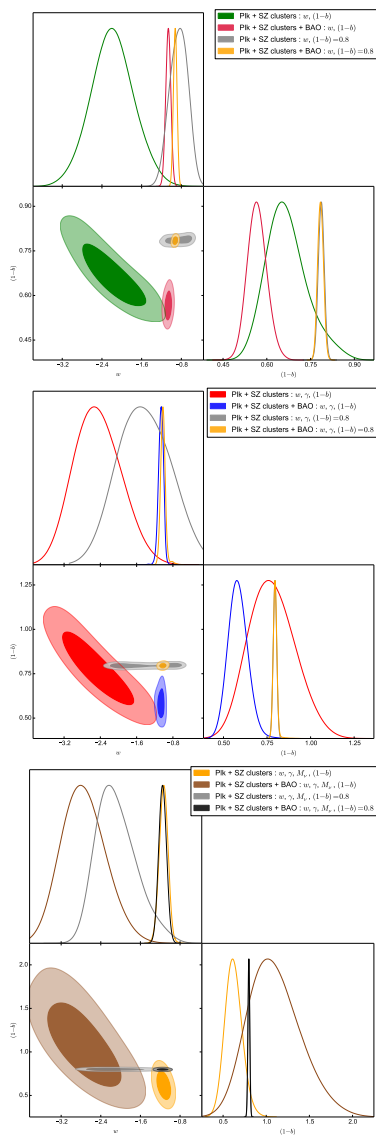 Plk + SZ clusters : w, (1−b)
Plk + SZ clusters + BAO : w, (1−b)
Plk + SZ clusters : w, (1−b)=0.8
Plk + SZ clusters + BAO : w, (1−b)=0.8
0.90
0.75
0.60
0.45
(1−b)
−3.2 −2.4 −1.6 −0.8
w
0.45 0.60 0.75 0.90
(1−b)
Plk + SZ clusters : w, γ, (1−b)
Plk + SZ clusters + BAO : w, γ, (1−b)
Plk + SZ clusters : w, γ, (1−b)=0.8
Plk + SZ clusters + BAO : w, γ, (1−b)=0.8
1.25
1.00
0.75
0.50
(1−b)
−3.2 −2.4 −1.6 −0.8
w
0.50 0.75 1.00 1.25
(1−b)
Plk + SZ clusters : w, γ, Mν, (1−b)
Plk + SZ clusters + BAO : w, γ, Mν, (1−b)
Plk + SZ clusters : w, γ, Mν, (1−b)=0.8
Plk + SZ clusters + BAO : w, γ, Mν, (1−b)=0.8
2.0
1.5
1.0
0.5
(1−b)
−3.2 −2.4 −1.6 −0.8
w
0.5 1.0 1.5 2.0
(1−b)